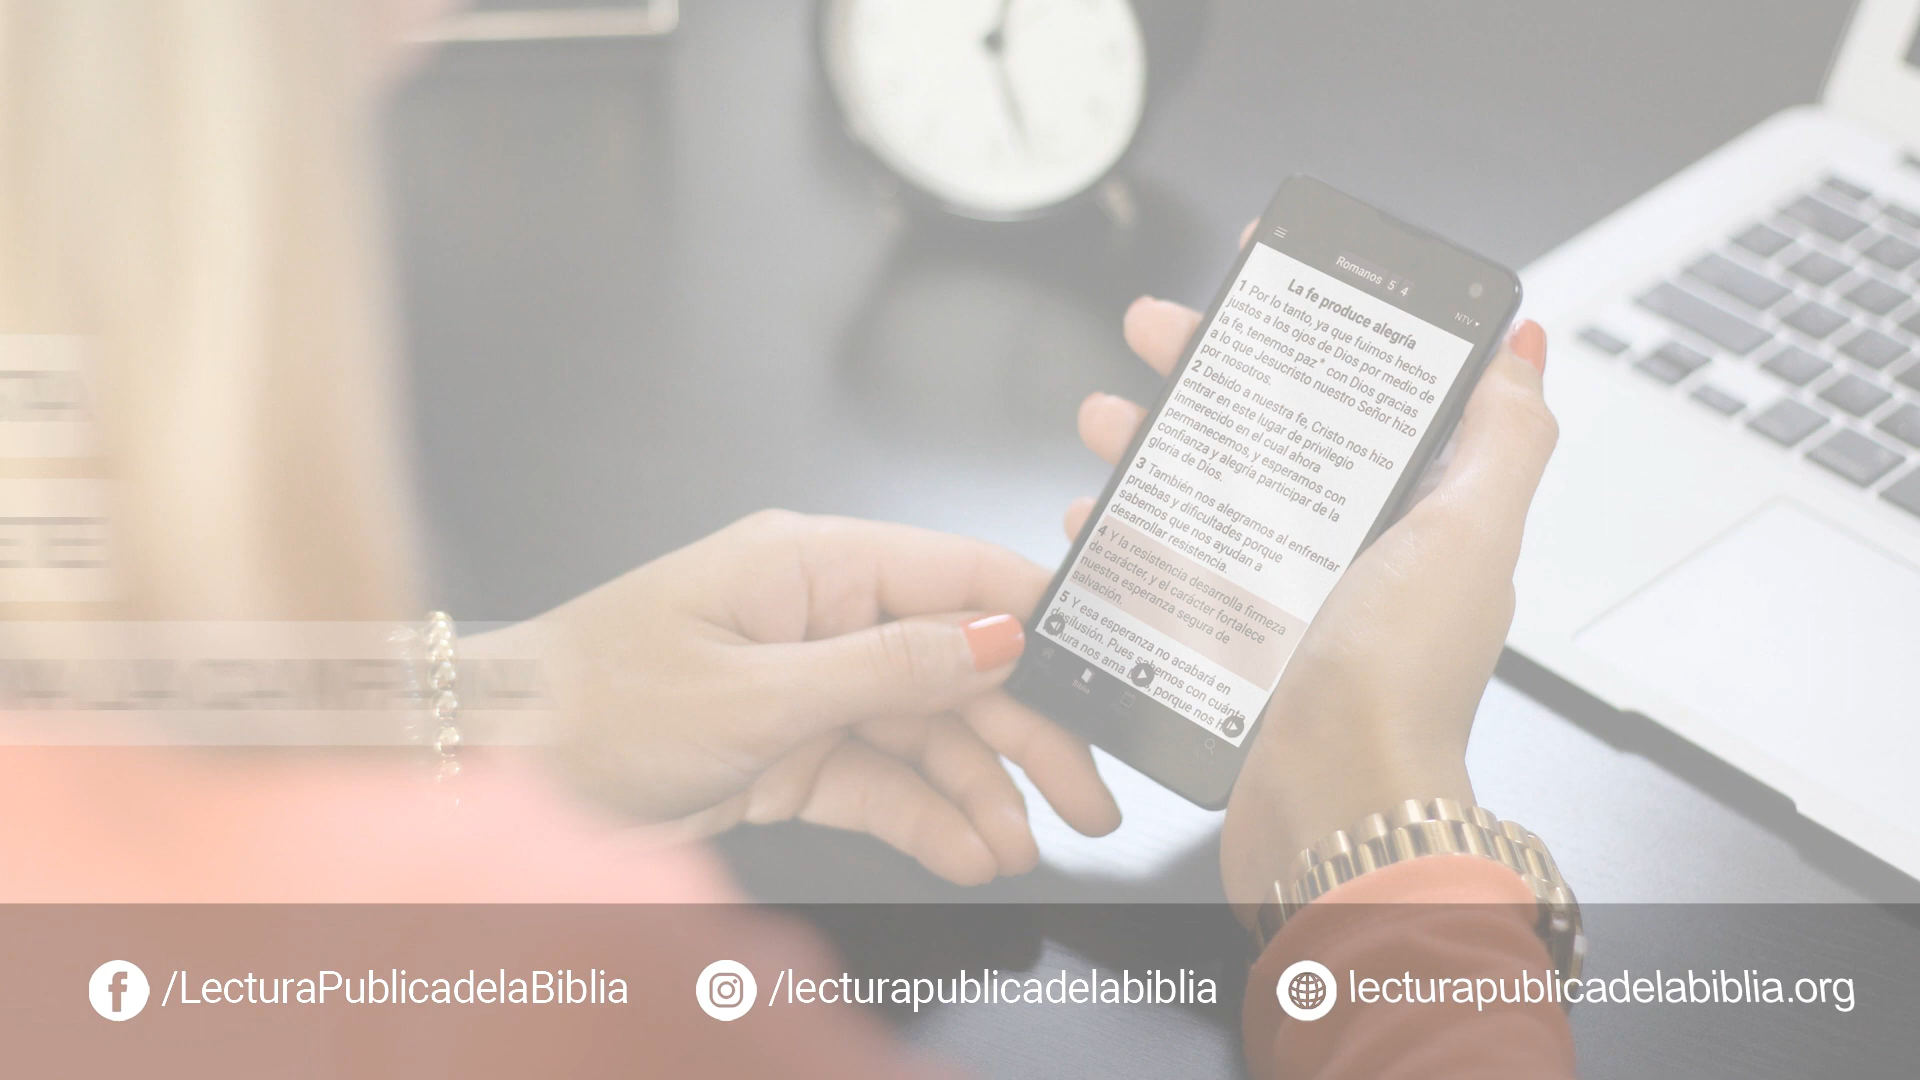 Romanos 5 4
NTV
La fe produce alegría
1 Por lo tanto, ya que fuimos hechos
justos a los ojos de Dios por medio de
la fe, tenemos paz* con Dios gracias
a lo que Jesucristo nuestro Señor hizo
por nosotros.
2 Debido a nuestra fe, Cristo nos hizo
entrar en este lugar de privilegio
inmerecido en el cual ahora
permanecemos, y esperamos con
confianza y alegría participar de la
gloria de Dios.
3 También nos alegramos al enfrentar
pruebas y dificultades porque
sabemos que nos ayudan a
desarrollar resistencia.
4 Y la resistencia desarrolla firmeza
de carácter, y el carácter fortalece
nuestra esperanza segura de
salvación.
5 Y esa esperanza no acabará en
desilusión. Pues sabemos con cuánta
nos ama porque nos
Biblia
/LecturaPublicadelaBiblia
/lecturapublicadelabiblia
lecturapublicadelabiblia.org